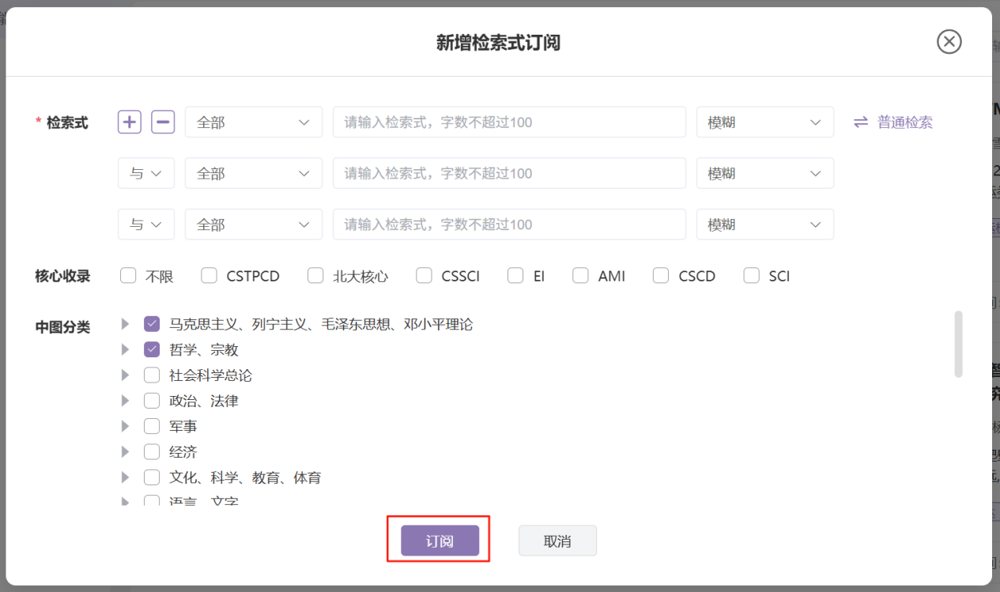 新增检索式订阅
* 检索式 全部 请输入检索式，字数不超过100 模糊 普通检索
与 全部 请输入检索式，字数不超过100 模糊
与 全部 请输入检索式，字数不超过100 模糊
核心收录 不限 CSTPCD 北大核心 CSSCI EI AMI CSCD SCI
中图分类 马克思主义、列宁主义、毛泽东思想、邓小平理论
哲学、宗教
社会科学总论
政治、法律
军事
经济
文化、科学、教育、体育
语言、文字
订阅 取消